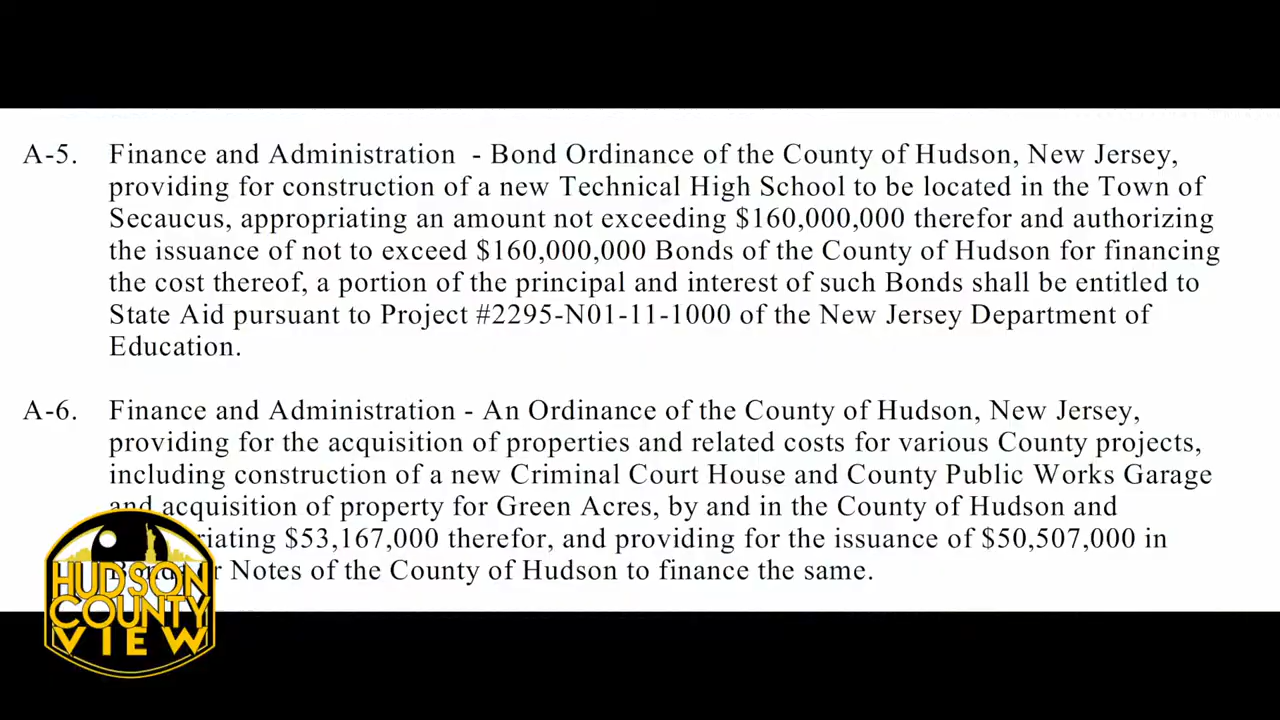 A-5. Finance and Administration - Bond Ordinance of the County of Hudson, New Jersey,
providing for construction of a new Technical High School to be located in the Town of
Secaucus, appropriating an amount not exceeding $160,000,000 therefor and authorizing
the issuance of not to exceed $160,000,000 Bonds of the County of Hudson for financing
the cost thereof, a portion of the principal and interest of such Bonds shall be entitled to
State Aid pursuant to Project #2295-N01-11-1000 of the New Jersey Department of
Education.
A-6. Finance and Administration - An Ordinance of the County of Hudson, New Jersey,
providing for the acquisition of properties and related costs for various County projects,
including construction of a new Criminal Court House and County Public Works Garage
and acquisition of property for Green Acres, by and in the County of Hudson and
$53,167,000 therefor, and providing for the issuance of $50,507,000 in
Notes of the County of Hudson to finance the same.
HUDSON
COUNTY
VIEW